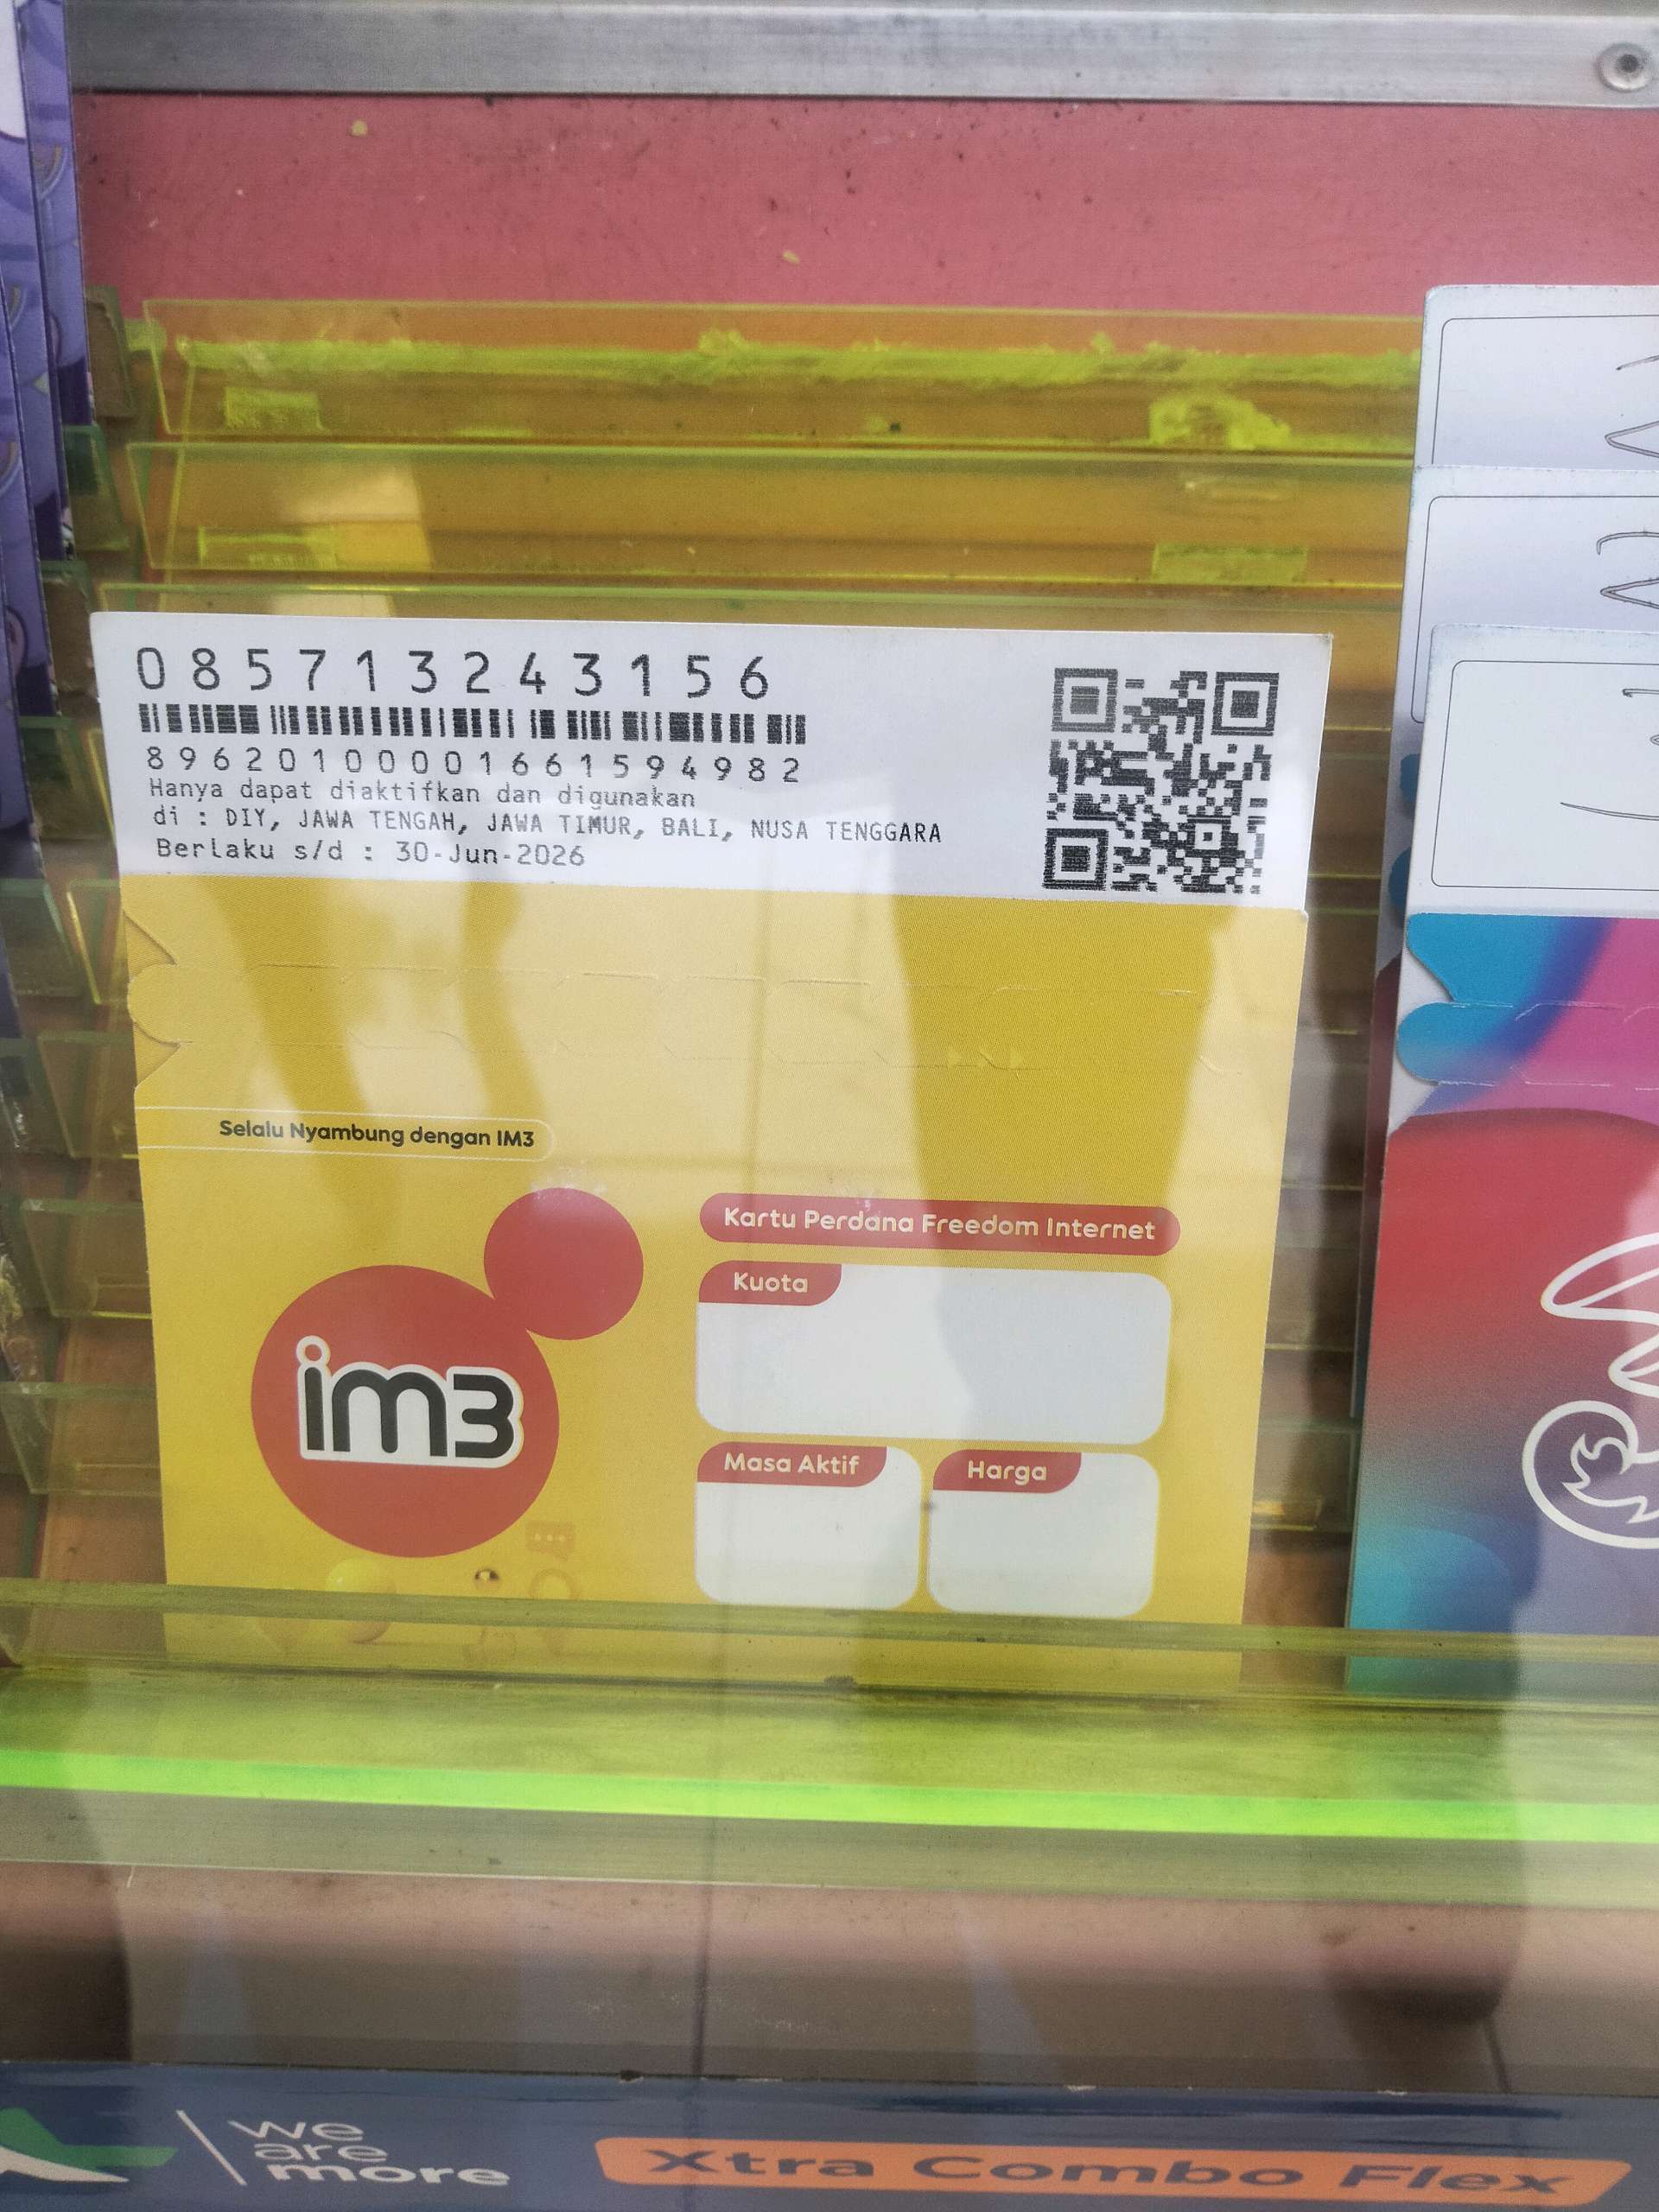 085713243156
89620100001661594982
Hanya dapat diaktifkan dan digunakan
di : DIY, JAWA TENGAH, JAWA TIMUR, BALI, NUSA TENGGARA
Berlaku s/d : 30-Jun-2026
Selalu Nyambung dengan IM3
im3
Kartu Perdana Freedom Internet
Kuota
Masa Aktif
Harga
we
are
more
Xtra Combo Flex